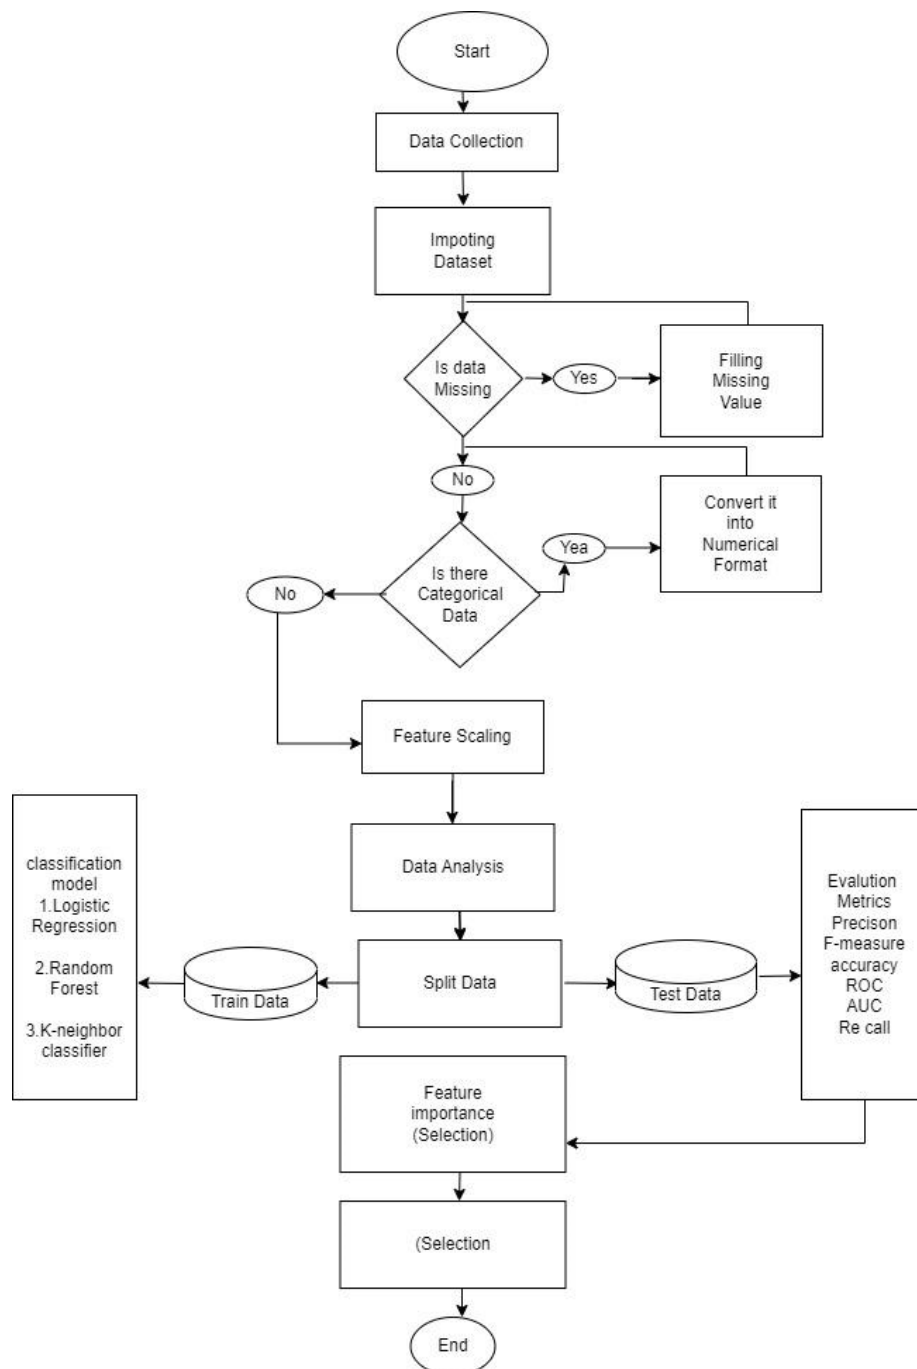 Start
Data Collection
Impoting
Dataset
Is data
Missing
Yes
Filling
Missing
Value
No
Convert it
into
Numerical
Format
Yea
Is there
Categorical
Data
No
Feature Scaling
Data Analysis
classification
model
1.Logistic
Regression
2.Random
Forest
3.K-neighbor
classifier
Train Data
Split Data
Test Data
Evalution
Metrics
Precison
F-measure
accuracy
ROC
AUC
Re call
Feature
importance
(Selection)
(Selection
End